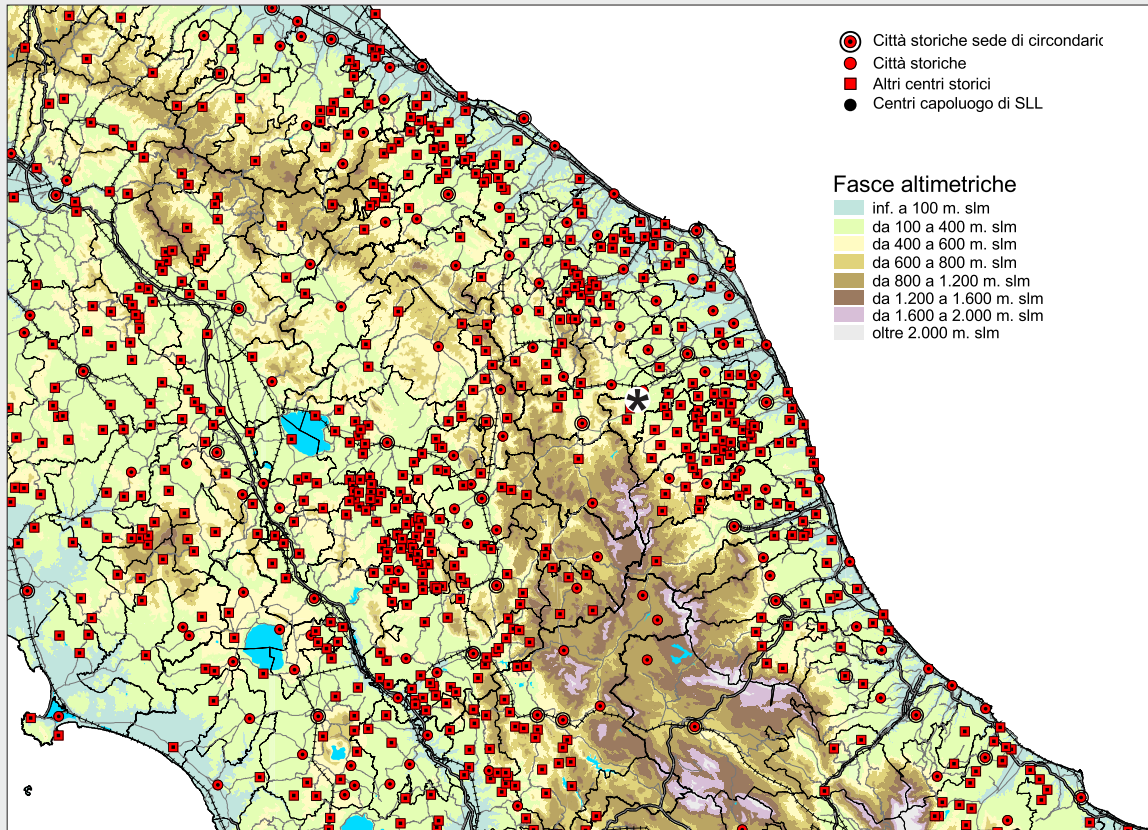 Città storiche sede di circondaric
Città storiche
Altri centri storici
Centri capoluogo di SLL
Fasce altimetriche
inf. a 100 m. slm
da 100 a 400 m. slm
da 400 a 600 m. slm
da 600 a 800 m. slm
da 800 a 1.200 m. slm
da 1.200 a 1.600 m. slm
da 1.600 a 2.000 m. slm
oltre 2.000 m. slm
*